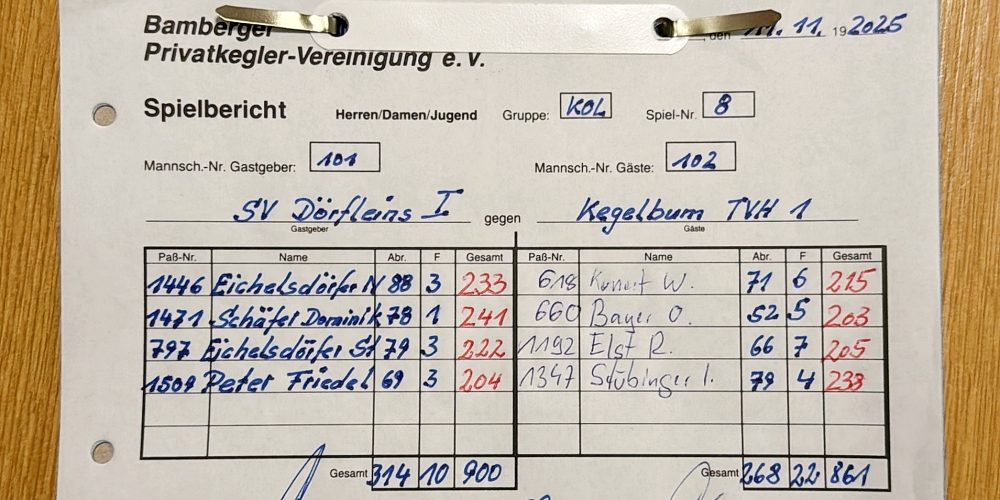 Bamberger den 11. 11. 19 2025
Privatkegler-Vereinigung e. V.
Spielbericht Herren/Damen/Jugend Gruppe: KOL Spiel-Nr. 8
Mannsch.-Nr. Gastgeber: 101 Mannsch.-Nr. Gäste: 102
SV Dörfleins I gegen Kegelbum TVH 1
Gastgeber Gäste
Paß-Nr. Name Abr. F Gesamt Paß-Nr. Name Abr. F Gesamt
1446 Eichelsdörfer N 88 3 233 618 Kunert W. 71 6 215
1471 Schäfer Dominik 78 1 241 660 Bayer O. 52 5 203
797 Eichelsdörfer St 79 3 222 1192 Elst R. 66 7 205
1509 Peter Friedel 69 3 204 1347 Stübinger I. 79 4 238
Gesamt 314 10 900 Gesamt 268 22 861